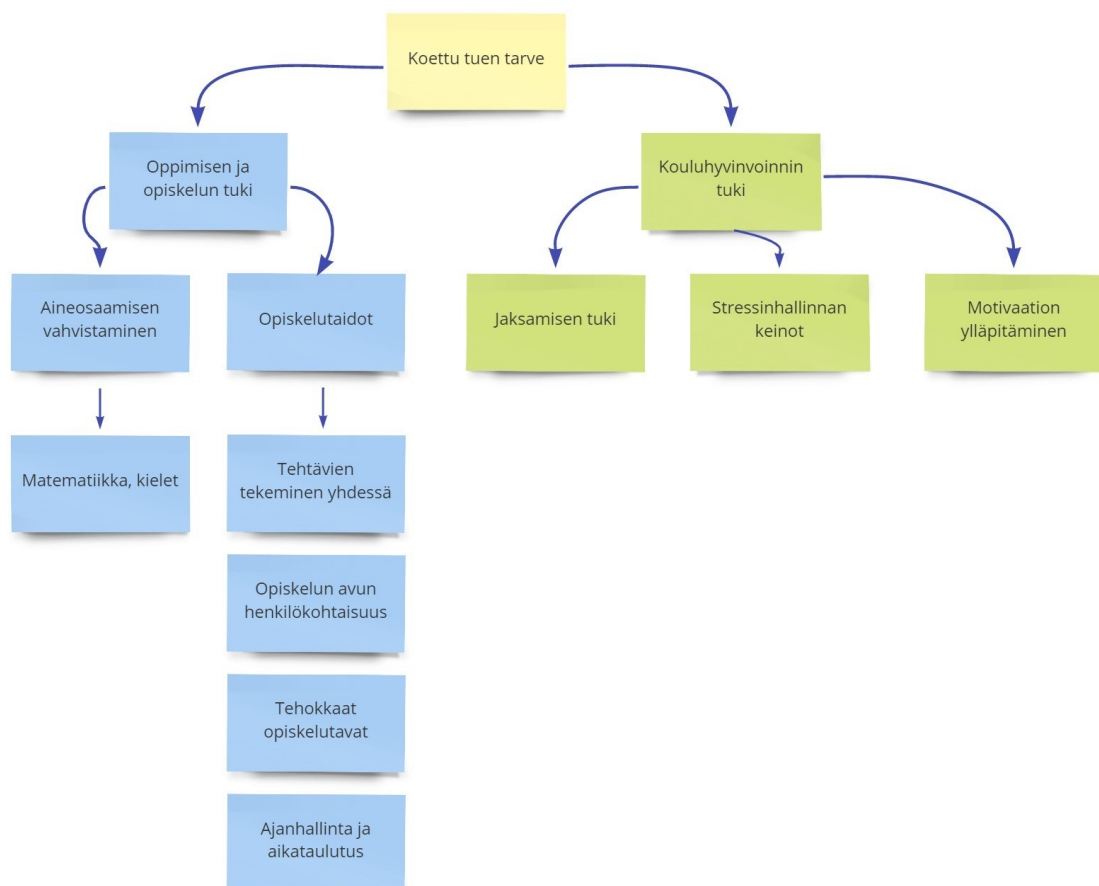 Koettu tuen tarve
Oppimisen ja
opiskelun tuki
Kouluhyvinvoinnin
tuki
Aineosaamisen
vahvistaminen
Opiskelutaidot
Jaksamisen tuki
Stressinhallinnan
keinot
Motivaation
ylläpitäminen
Matematiikka, kielet
Tehtävien
tekeminen yhdessä
Opiskelun avun
henkilökohtaisuus
Tehokkaat
opiskelutavat
Ajanhallinta ja
aikataulutus